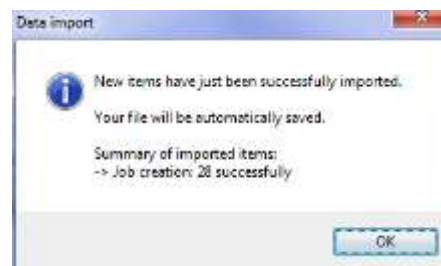 Data import
New items have just been successfully imported.
Your file will be automatically saved.
Summary of imported items:
-> Job creation: 28 successfully
OK